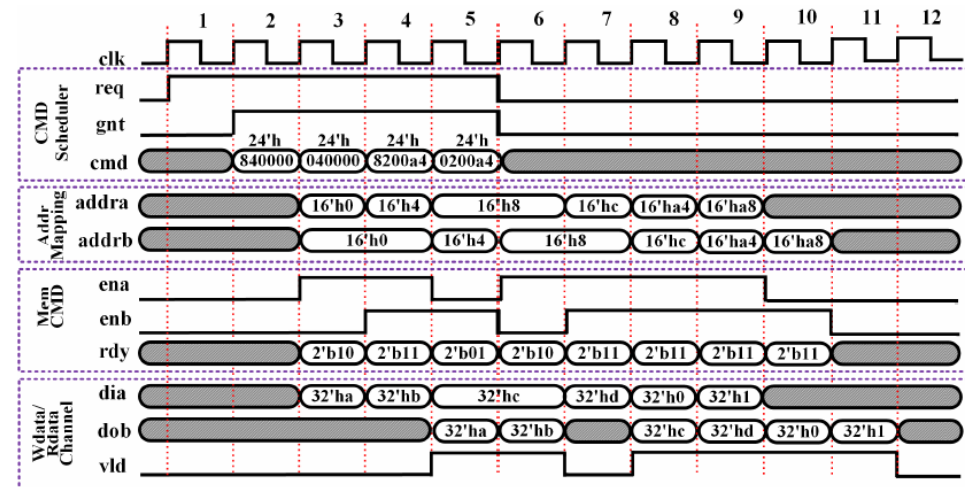 1 2 3 4 5 6 7 8 9 10 11 12
clk
CMD Scheduler
req
gnt
24'h 24'h 24'h 24'h
cmd 840000 040000 8200a4 0200a4
Addr Mapping
addra 16'h0 16'h4 16'h8 16'hc 16'ha4 16'ha8
addrb 16'h0 16'h4 16'h8 16'hc 16'ha4 16'ha8
Mem CMD
ena
enb
rdy 2'b10 2'b11 2'b01 2'b10 2'b11 2'b11 2'b11 2'b11
Wdata/ Rdata Channel
dia 32'ha 32'hb 32'hc 32'hd 32'h0 32'h1
dob 32'ha 32'hb 32'hc 32'hd 32'h0 32'h1
vld